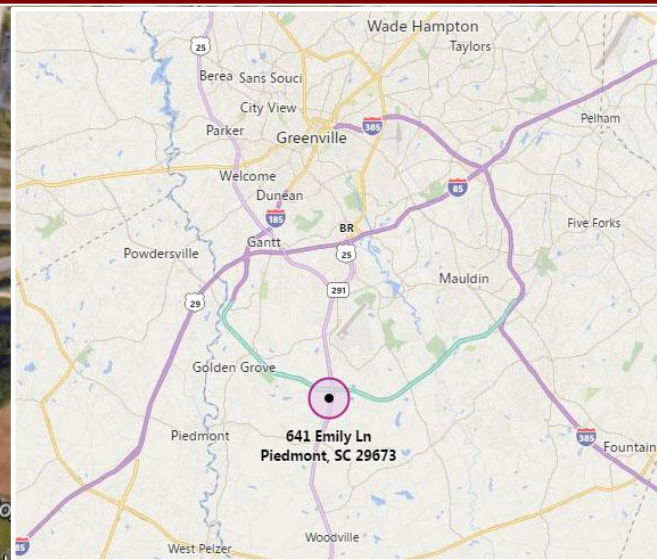 Wade Hampton
25
Taylors
Berea
Sans Souci
City View
Pelham
385
Parker
Greenville
Welcome
85
Dunean
185
Five Forks
BR
Gantt
25
Powdersville
Mauldin
291
29
Golden Grove
Piedmont
641 Emily Ln
Piedmont, SC 29673
385
Fountain
Woodville
West Pelzer
85